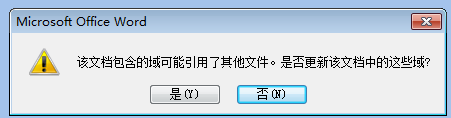 Microsoft Office Word
该文档包含的域可能引用了其他文件。是否更新该文档中的这些域?
是(Y)
否(N)